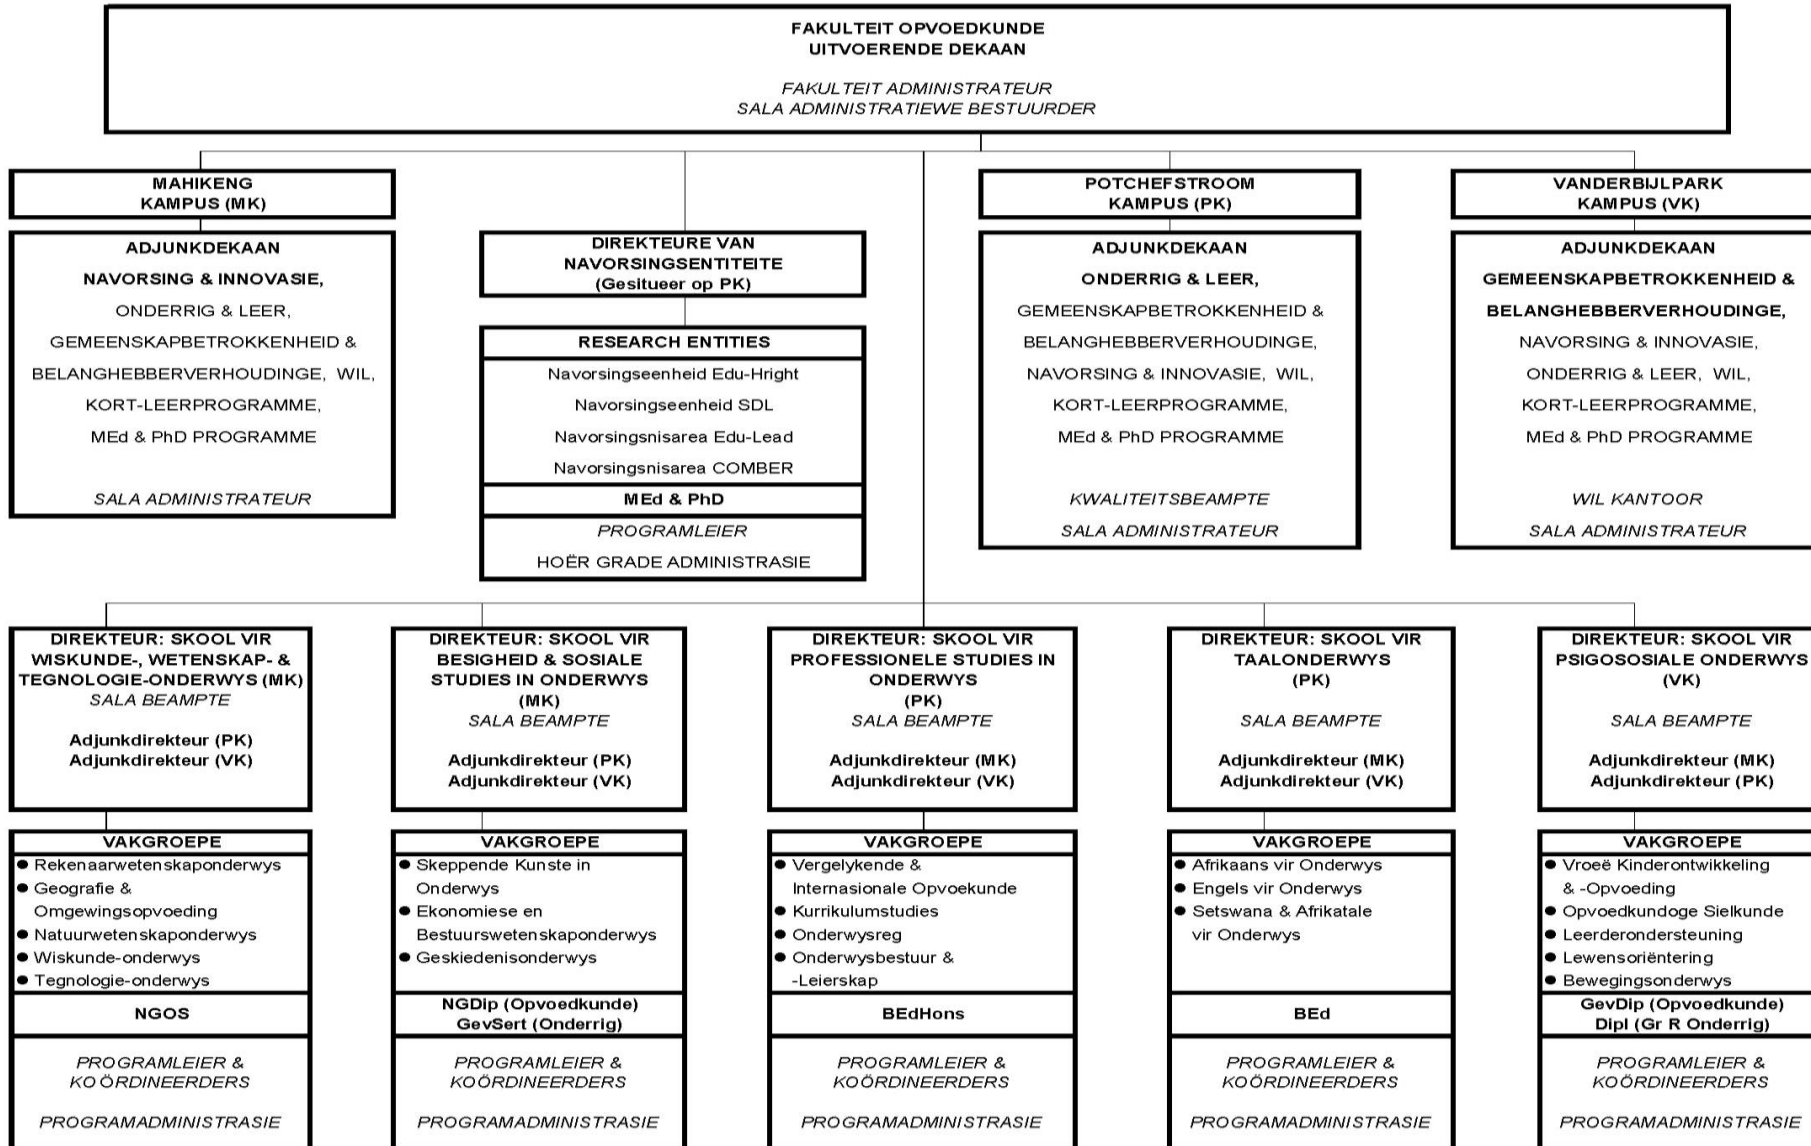 FAKULTEIT OPVOEDKUNDE
UITVOERENDE DEKAAN
FAKULTEIT ADMINISTRATEUR
SALA ADMINISTRATIEWE BESTUURDER
MAHIKENG
KAMPUS (MK)
ADJUNKDEKAAN
NAVORSING & INNOVASIE,
ONDERRIG & LEER,
GEMEENSKAPBETROKKENHEID &
BELANGHEBBERVERHOUDINGE, WIL,
KORT-LEERPROGRAMME,
MEd & PhD PROGRAMME
SALA ADMINISTRATEUR
DIREKTEURE VAN
NAVORSINGSENTITEITE
(Gesitueer op PK)
RESEARCH ENTITIES
Navorsingseenheid Edu-Hright
Navorsingseenheid SDL
Navorsingsnisarea Edu-Lead
Navorsingsnisarea COMBER
MEd & PhD
PROGRAMLEIER
HOËR GRADE ADMINISTRASIE
POTCHEFSTROOM
KAMPUS (PK)
ADJUNKDEKAAN
ONDERRIG & LEER,
GEMEENSKAPBETROKKENHEID &
BELANGHEBBERVERHOUDINGE,
NAVORSING & INNOVASIE, WIL,
KORT-LEERPROGRAMME,
MEd & PhD PROGRAMME
KWALITEITSBEAMPTE
SALA ADMINISTRATEUR
VANDERBIJLPARK
KAMPUS (VK)
ADJUNKDEKAAN
GEMEENSKAPBETROKKENHEID &
BELANGHEBBERVERHOUDINGE,
NAVORSING & INNOVASIE,
ONDERRIG & LEER, WIL,
KORT-LEERPROGRAMME,
MEd & PhD PROGRAMME
WIL KANTOOR
SALA ADMINISTRATEUR
DIREKTEUR: SKOOL VIR
WISKUNDE-, WETENSKAP- &
TEGNOLOGIE-ONDERWYS (MK)
SALA BEAMPTE
Adjunkdirekteur (PK)
Adjunkdirekteur (VK)
VAKGROEPE
● Rekenaarwetenskaponderwys
● Geografie &
Omgewingsopvoeding
● Natuurwetenskaponderwys
● Wiskunde-onderwys
● Tegnologie-onderwys
NGOS
PROGRAMLEIER &
KOÖRDINEERDERS
PROGRAMADMINISTRASIE
DIREKTEUR: SKOOL VIR
BESIGHEID & SOSIALE
STUDIES IN ONDERWYS
(MK)
SALA BEAMPTE
Adjunkdirekteur (PK)
Adjunkdirekteur (VK)
VAKGROEPE
● Skeppende Kunste in
Onderwys
● Ekonomiese en
Bestuurswetenskaponderwys
● Geskiedenisonderwys
NGDip (Opvoedkunde)
GevSert (Onderrig)
PROGRAMLEIER &
KOÖRDINEERDERS
PROGRAMADMINISTRASIE
DIREKTEUR: SKOOL VIR
PROFESSIONELE STUDIES IN
ONDERWYS
(PK)
SALA BEAMPTE
Adjunkdirekteur (MK)
Adjunkdirekteur (VK)
VAKGROEPE
● Vergelykende &
Internasionale Opvoekunde
● Kurrikulumstudies
● Onderwysreg
● Onderwysbestuur &
-Leierskap
BEdHons
PROGRAMLEIER &
KOÖRDINEERDERS
PROGRAMADMINISTRASIE
DIREKTEUR: SKOOL VIR
TAALONDERWYS
(PK)
SALA BEAMPTE
Adjunkdirekteur (MK)
Adjunkdirekteur (VK)
VAKGROEPE
● Afrikaans vir Onderwys
● Engels vir Onderwys
● Setswana & Afrikatale
vir Onderwys
BEd
PROGRAMLEIER &
KOÖRDINEERDERS
PROGRAMADMINISTRASIE
DIREKTEUR: SKOOL VIR
PSIGOSOSIALE ONDERWYS
(VK)
SALA BEAMPTE
Adjunkdirekteur (MK)
Adjunkdirekteur (PK)
VAKGROEPE
● Vroeë Kinderontwikkeling
& -Opvoeding
● Opvoedkundoge Sielkunde
● Leerderondersteuning
● Lewensoriëntering
● Bewegingsonderwys
GevDip (Opvoedkunde)
Dipl (Gr R Onderrig)
PROGRAMLEIER &
KOÖRDINEERDERS
PROGRAMADMINISTRASIE